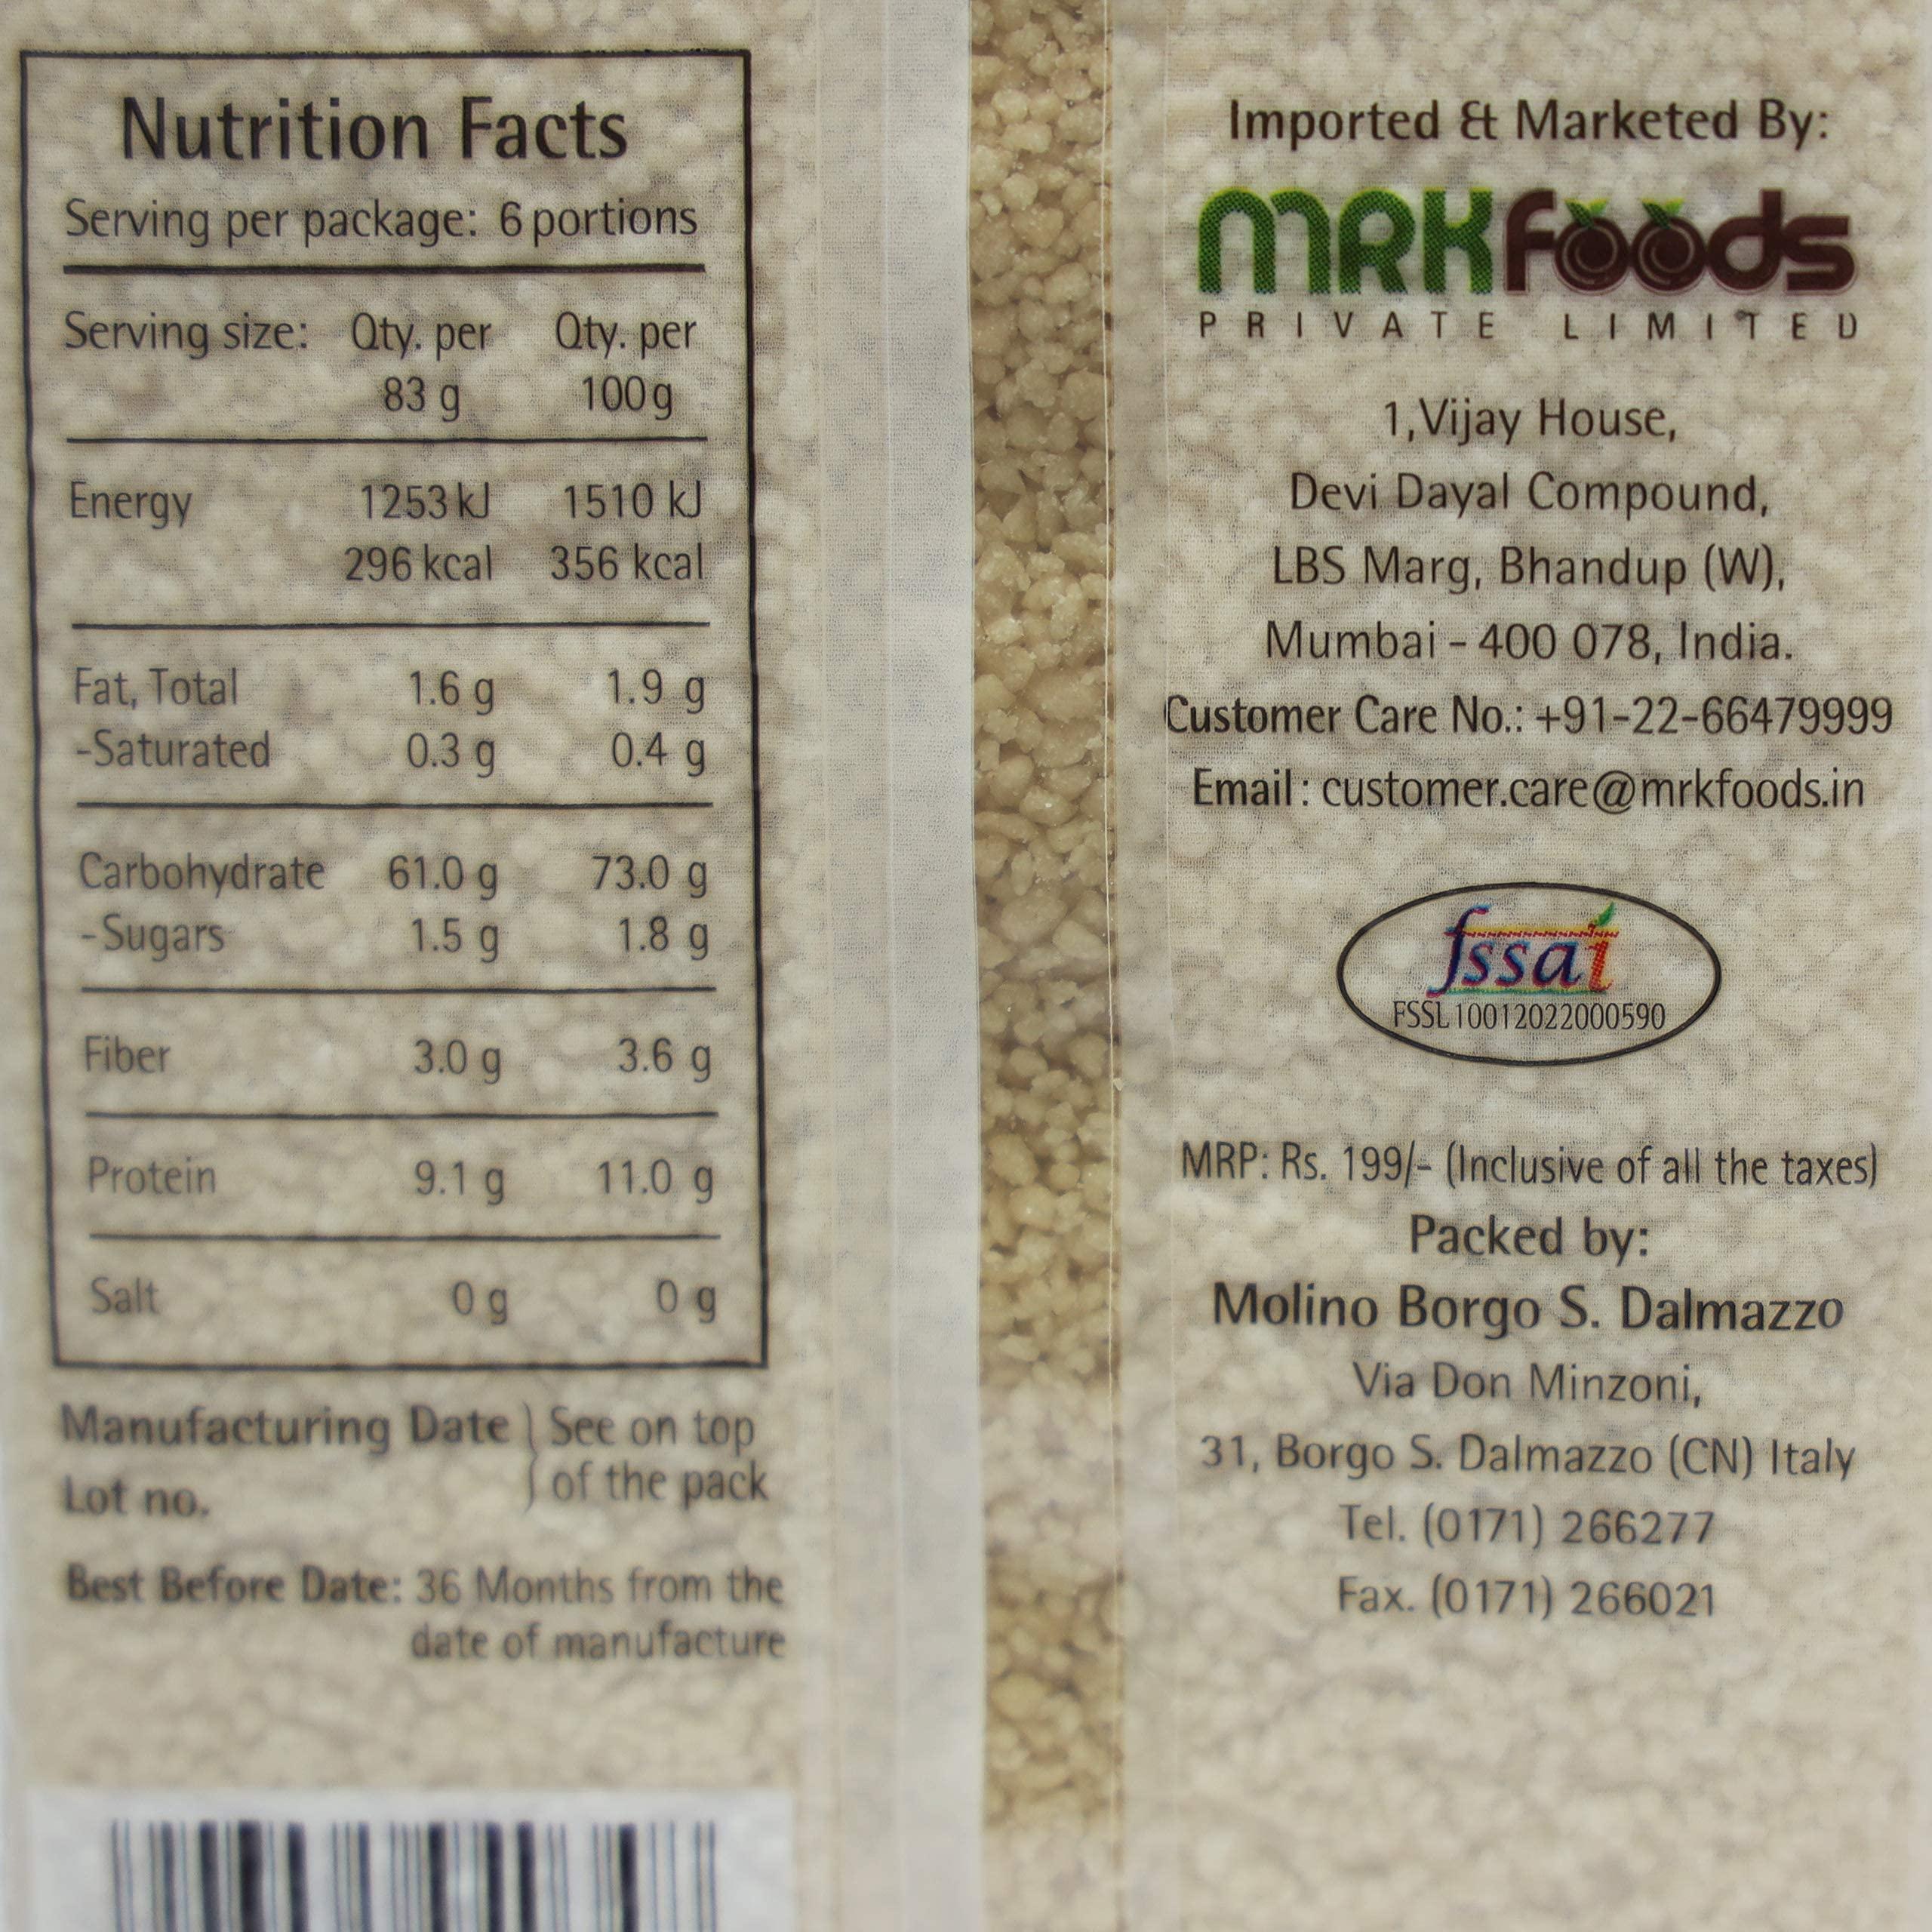 Nutrition Facts
Serving per package: 6 portions
Serving size: Qty. per Qty. per
83 g 100g
Energy 1253 kJ 1510 kJ
296 kcal 356 kcal
Fat, Total 1.6 g 1.9 g
-Saturated 0.3 g 0.4 g
Carbohydrate 61.0 g 73.0 g
-Sugars 1.5 g 1.8 g
Fiber 3.0 g 3.6 g
Protein 9.1 g 11.0 g
Salt 0 g 0 g
Manufacturing Date } See on top
Lot no. of the pack
Best Before Date: 36 Months from the
date of manufacture
Imported & Marketed By:
MRKfoods
PRIVATE LIMITED
1,Vijay House,
Devi Dayal Compound,
LBS Marg, Bhandup (W),
Mumbai - 400 078, India.
Customer Care No.: +91-22-66479999
Email : customer.care@mrkfoods.in
fssai
FSSL 10012022000590
MRP: Rs. 199/- (Inclusive of all the taxes)
Packed by:
Molino Borgo S. Dalmazzo
Via Don Minzoni,
31, Borgo S. Dalmazzo (CN) Italy
Tel. (0171) 266277
Fax. (0171) 266021